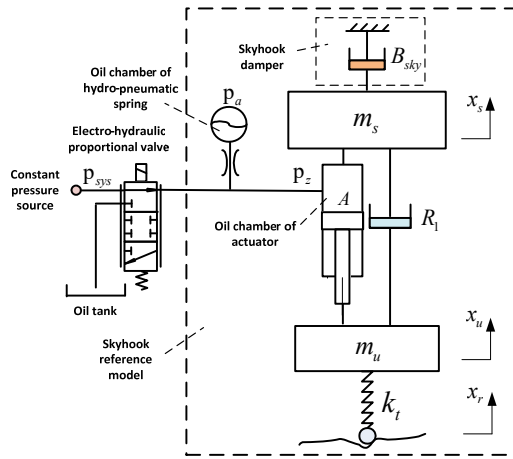 Skyhook
damper
B_sky
Oil chamber of
hydro-pneumatic
spring
p_a
m_s
x_s
Electro-hydraulic
proportional valve
Constant
pressure
source
p_sys
p_z
A
Oil chamber of
actuator
R_1
Oil tank
Skyhook
reference
model
m_u
x_u
k_t
x_r